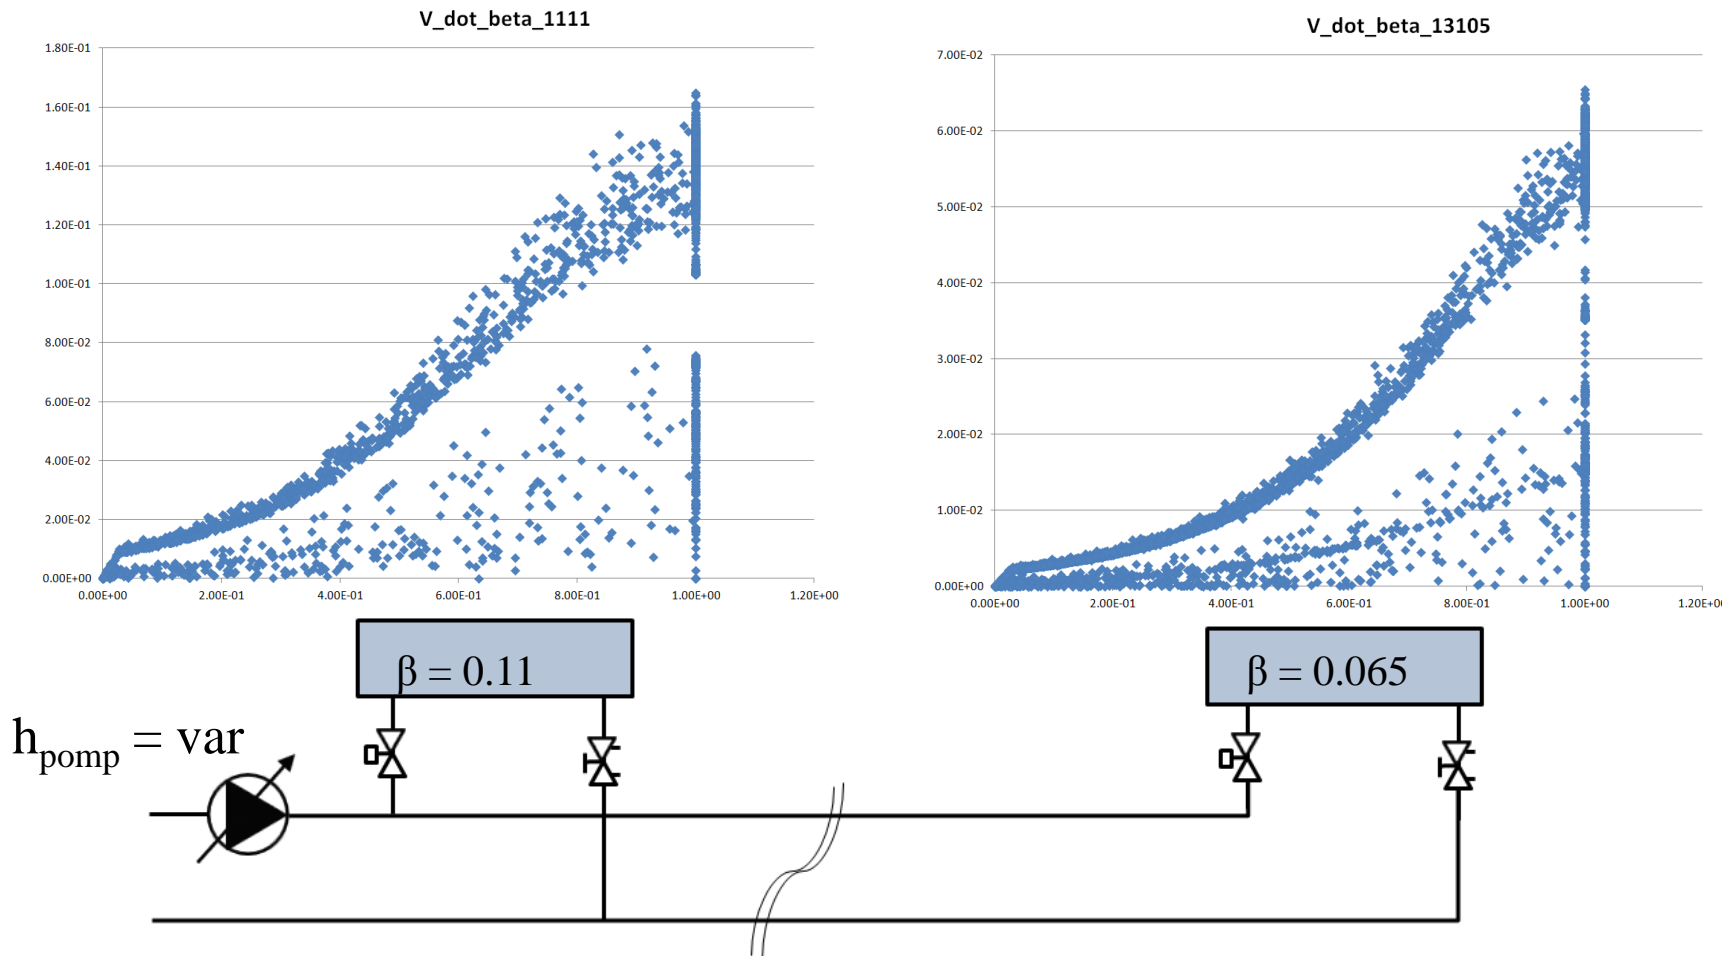 V_dot_beta_1111
1.80E-01
1.60E-01
1.40E-01
1.20E-01
1.00E-01
8.00E-02
6.00E-02
4.00E-02
2.00E-02
0.00E+00
0.00E+00 2.00E-01 4.00E-01 6.00E-01 8.00E-01 1.00E+00 1.20E+00
V_dot_beta_13105
7.00E-02
6.00E-02
5.00E-02
4.00E-02
3.00E-02
2.00E-02
1.00E-02
0.00E+00
0.00E+00 2.00E-01 4.00E-01 6.00E-01 8.00E-01 1.00E+00 1.20E+0
β = 0.11
β = 0.065
hpomp = var